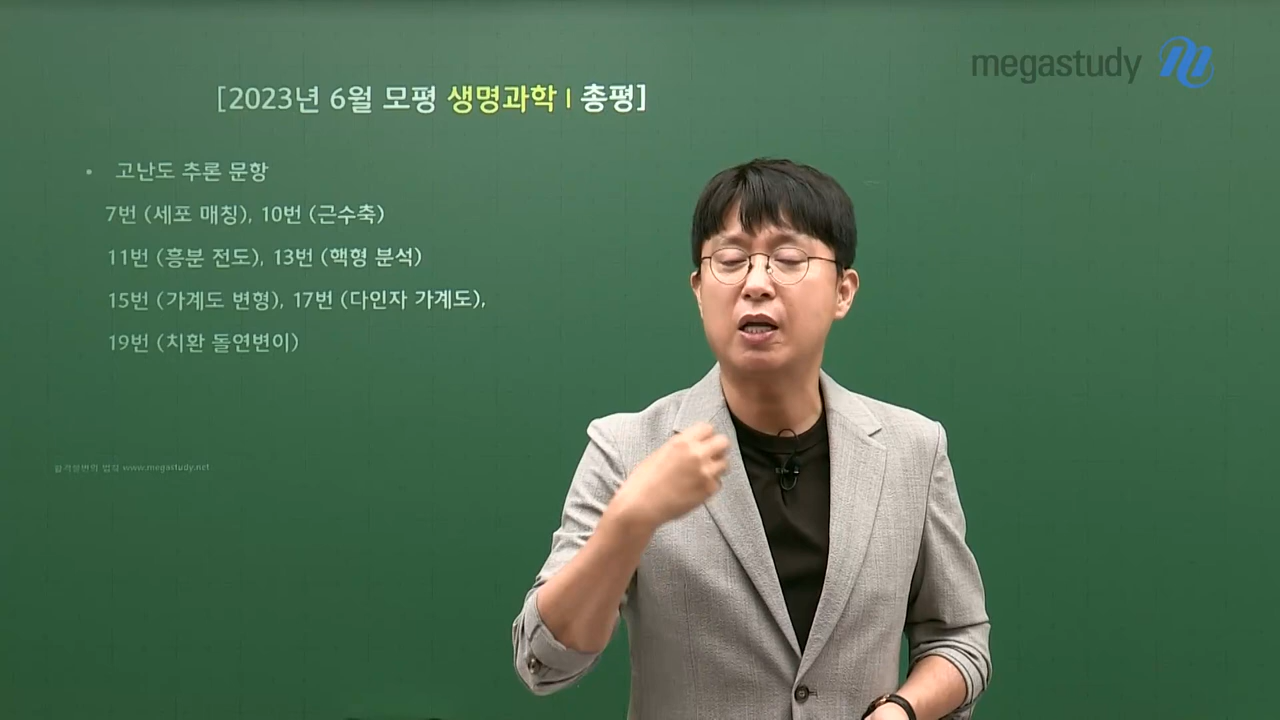 megastudy
[2023년 6월 모평 생명과학 I 총평]
• 고난도 추론 문항
7번 (세포 매칭), 10번 (근수축)
11번 (흥분 전도), 13번 (핵형 분석)
15번 (가계도 변형), 17번 (다인자 가계도),
19번 (치환 돌연변이)
www.megastudy.net